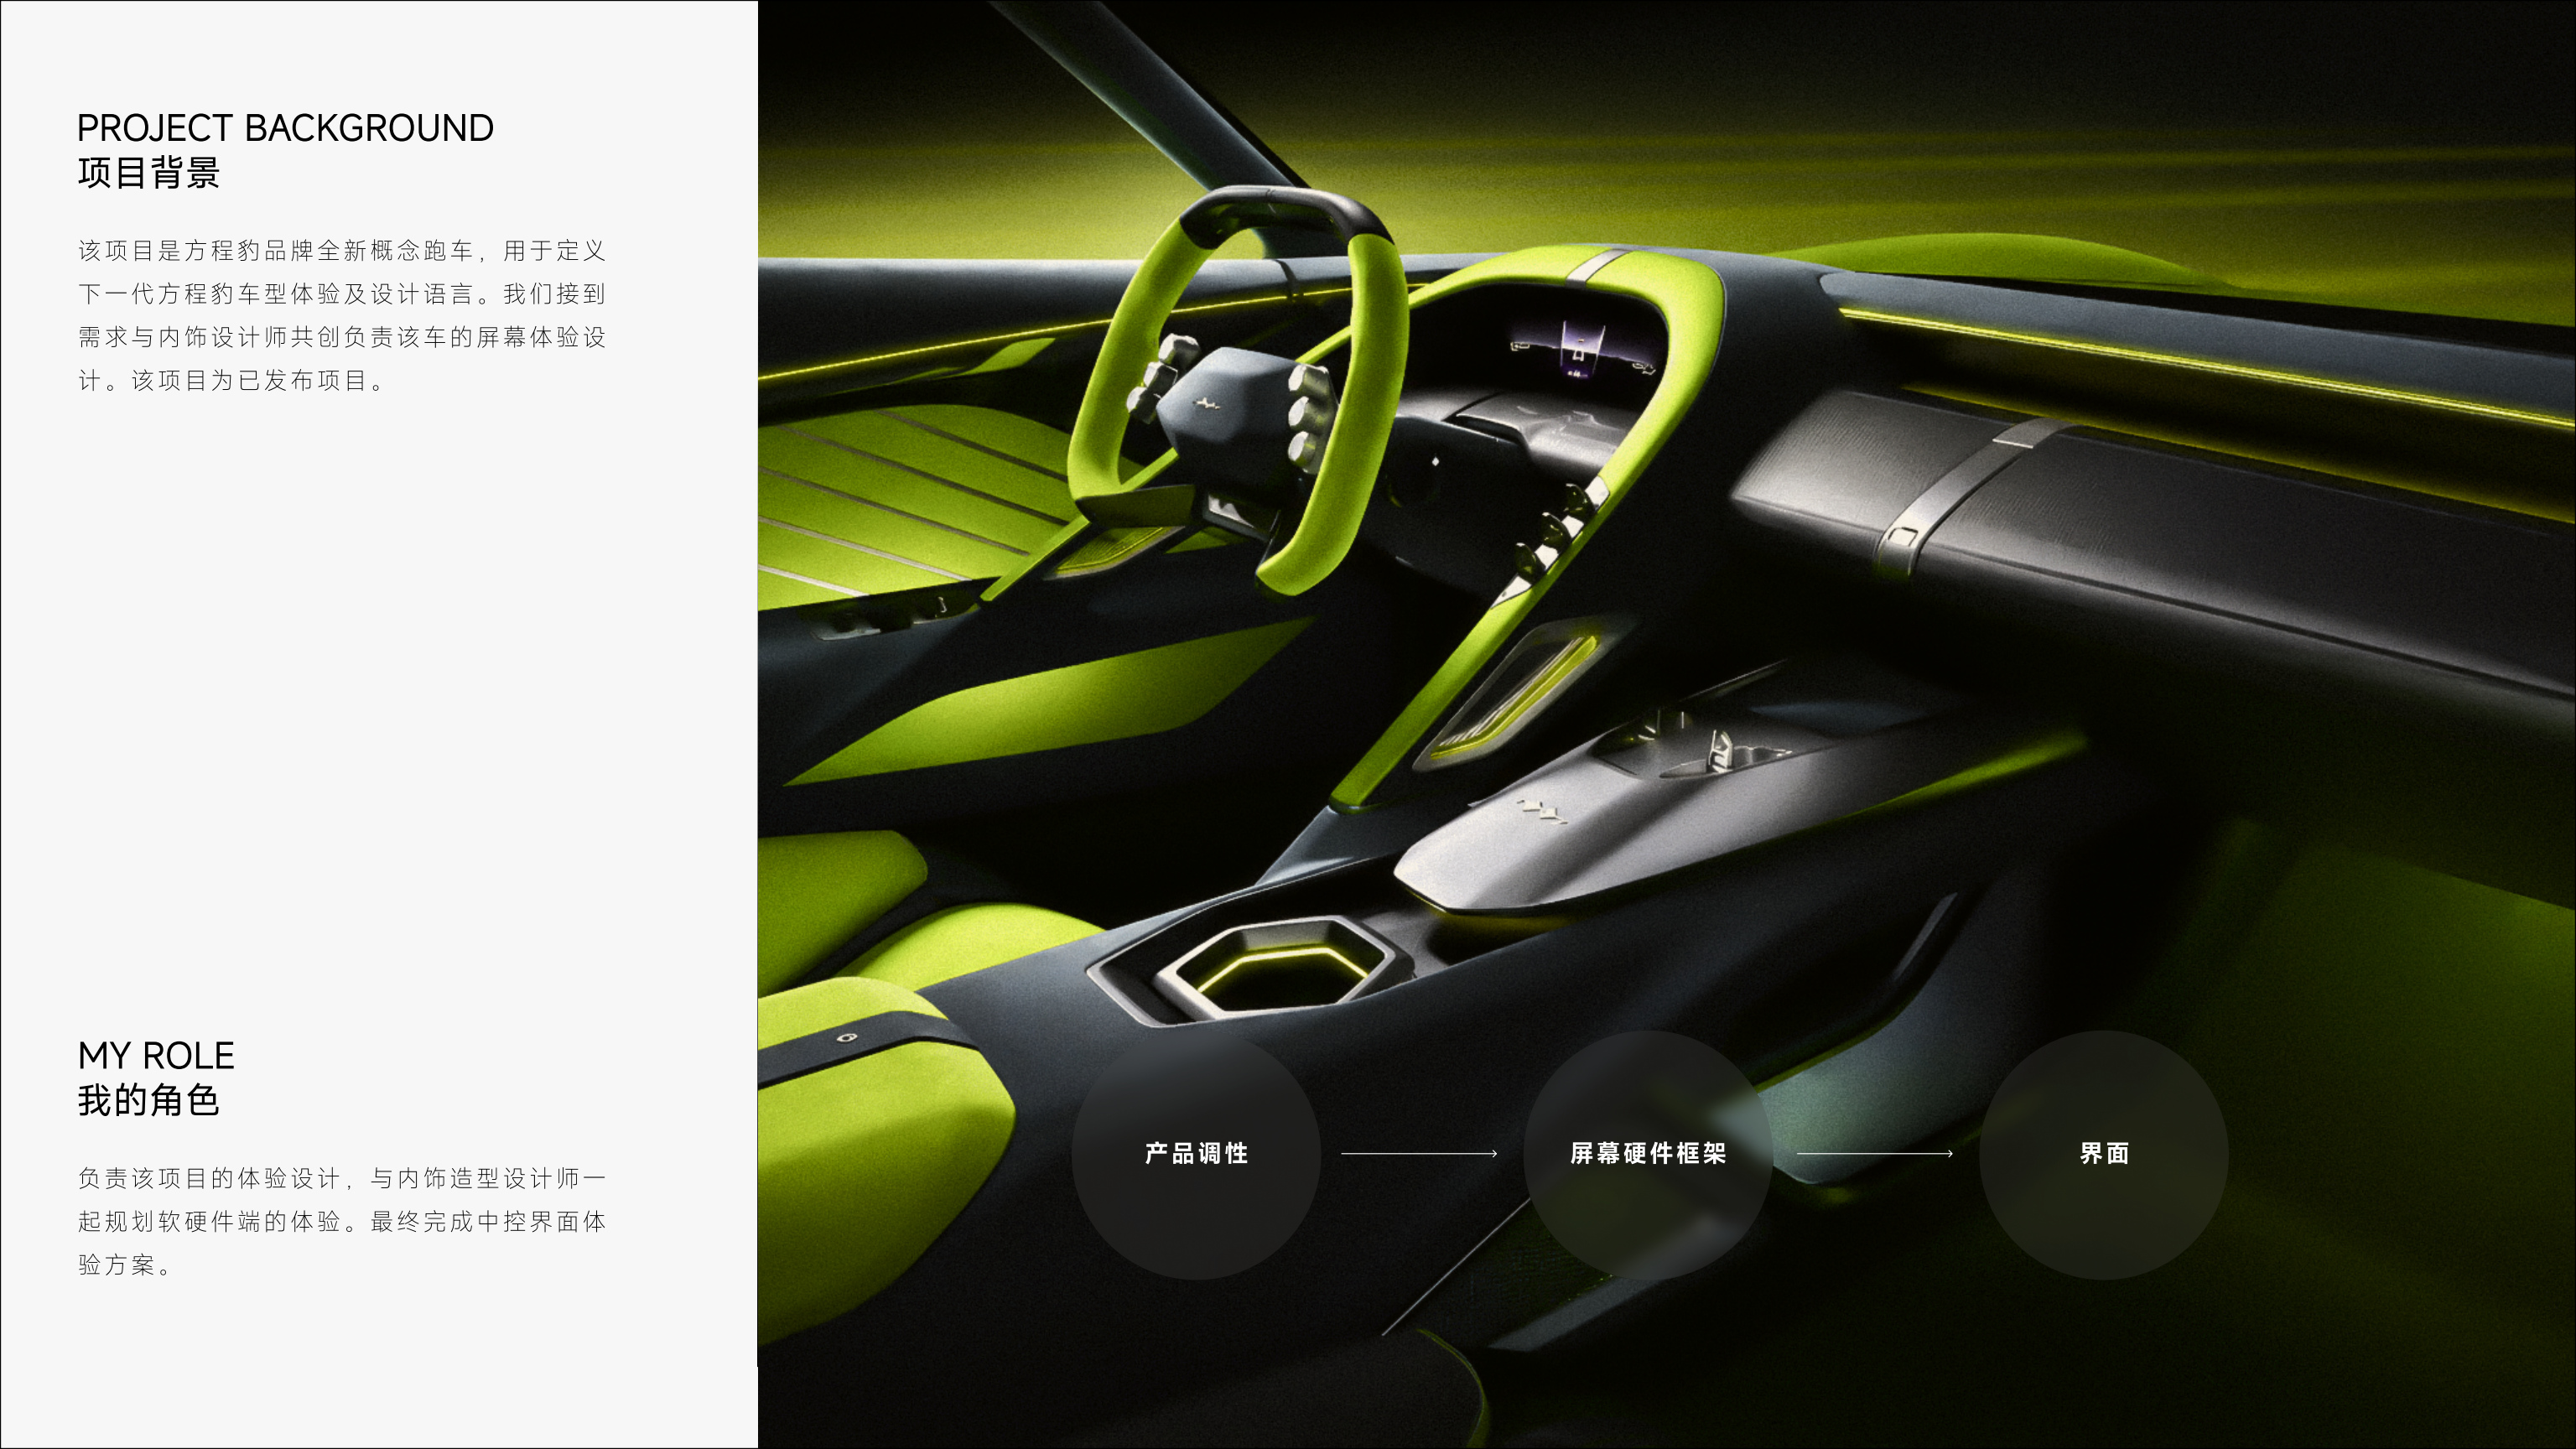 PROJECT BACKGROUND
项目背景
该项目是方程豹品牌全新概念跑车，用于定义
下一代方程豹车型体验及设计语言。我们接到
需求与内饰设计师共创负责该车的屏幕体验设
计。该项目为已发布项目。
MY ROLE
我的角色
负责该项目的体验设计，与内饰造型设计师一
起规划软硬件端的体验。最终完成中控界面体
验方案。
产品调性
屏幕硬件框架
界面